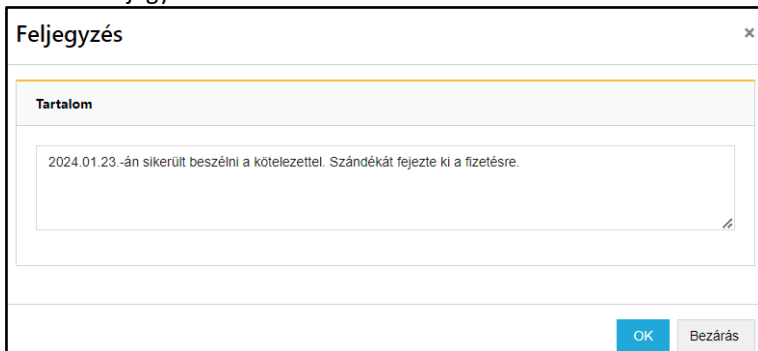 Feljegyzés
×
Tartalom
2024.01.23.-án sikerült beszélni a kötelezettel. Szándékát fejezte ki a fizetésre.
OK Bezárás